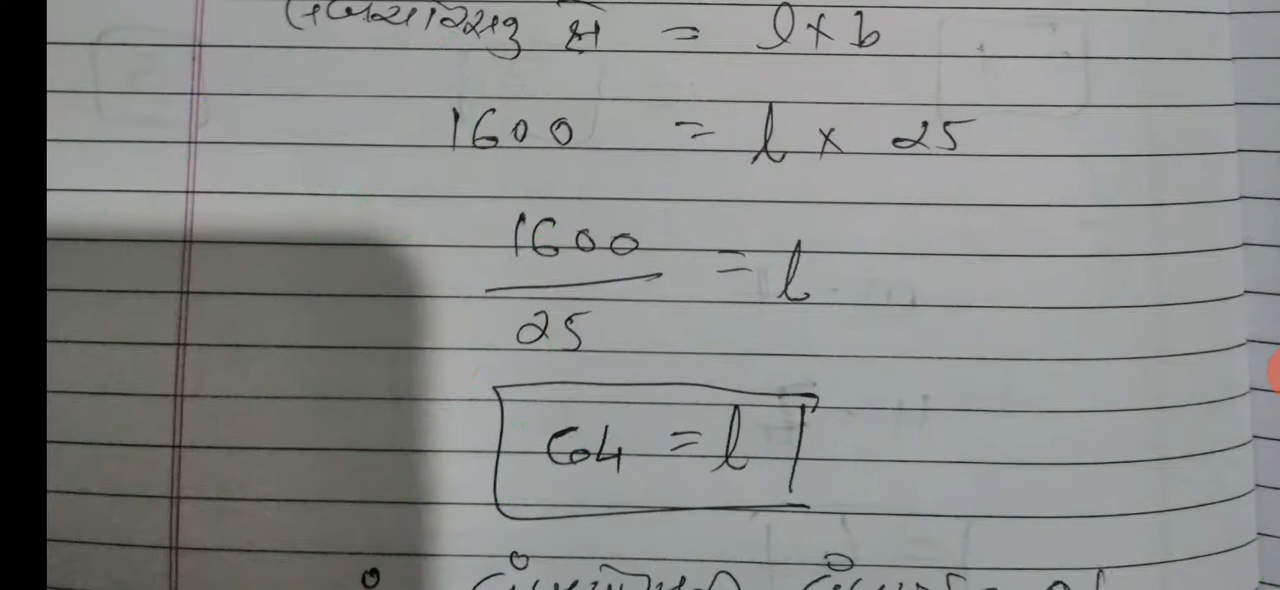 = l × b
1600 = l × 25
1600
25
= l
64 = l